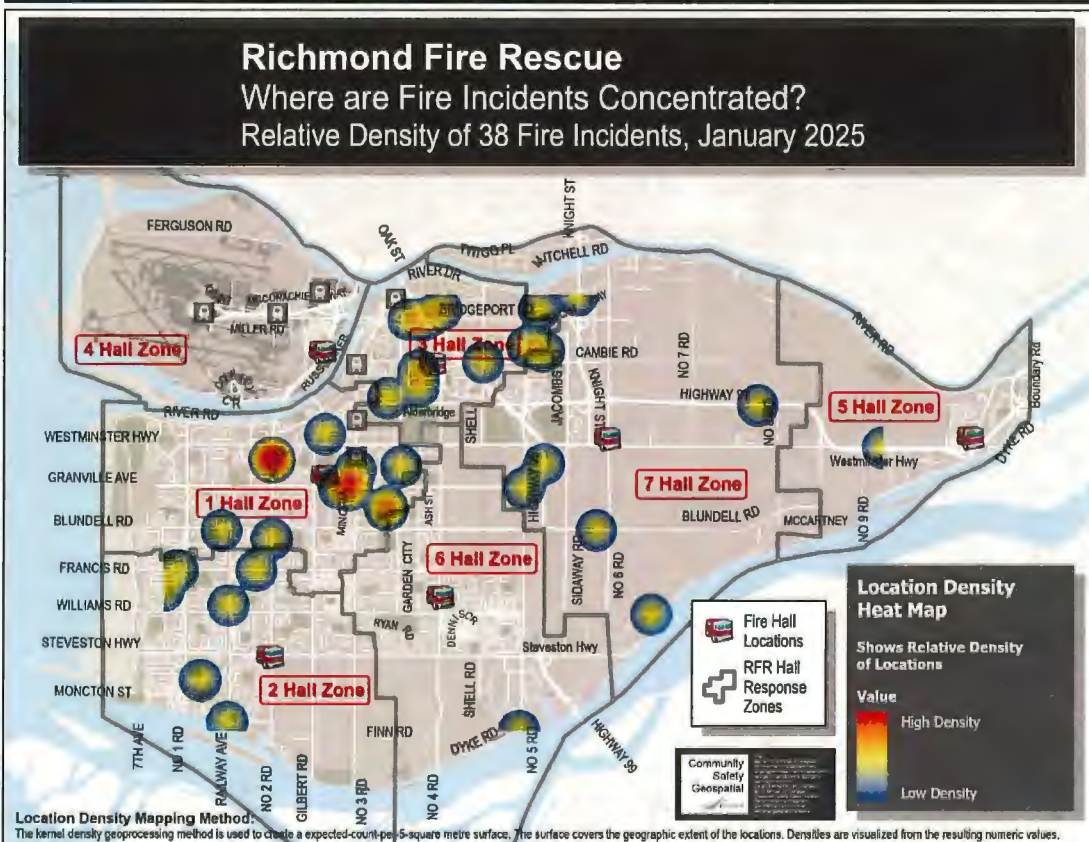 Richmond Fire Rescue
Where are Fire Incidents Concentrated?
Relative Density of 38 Fire Incidents, January 2025
KNIGHT ST
FERGUSON RD
OAK ST
TWIGG PL
MITCHELL RD
RIVER DR
BRIDGEPORT
MILLER RD
RIVER RD
4 Hall Zone
3 Hall Zone
CAMBIE RD
NO 7 RD
JACOMBS
KNIGHT ST
RIVER RD
Alderbridge
HIGHWAY
5 Hall Zone
Boundary Rd
WESTMINSTER HWY
SHELL
DYKE RD
Westminster Hwy
GRANVILLE AVE
1 Hall Zone
7 Hall Zone
ASH ST
BLUNDELL RD
BLUNDELL RD
MCCARTNEY
NO 9 RD
6 Hall Zone
FRANCIS RD
GARDEN CITY
SIDAWAY RD
NO 6 RD
WILLIAMS RD
RYAN RD
STEVESTON HWY
Steveston Hwy
2 Hall Zone
MONCTON ST
SHELL RD
FINN RD
DYKE RD
7TH AVE
NO 1 RD
RAILWAY AVE
NO 2 RD
GILBERT RD
NO 3 RD
NO 4 RD
NO 5 RD
HIGHWAY 99
Fire Hall
Locations
RFR Hall
Response
Zones
Location Density
Heat Map
Shows Relative Density
of Locations
Value
High Density
Low Density
Community
Safety
Geospatial
Location Density Mapping Method:
The kernel density geoprocessing method is used to create a expected-count-per-5-square metre surface. The surface covers the geographic extent of the locations. Densities are visualized from the resulting numeric values.